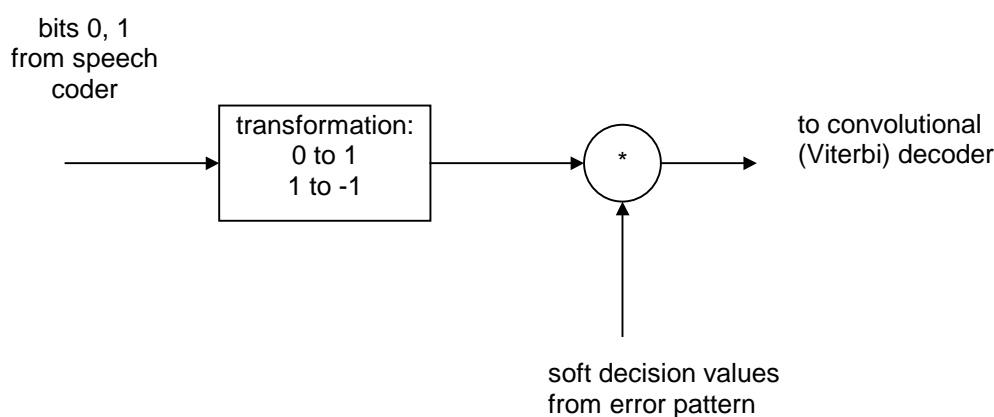 bits 0, 1
from speech
coder
transformation:
0 to 1
1 to -1
*
to convolutional
(Viterbi) decoder
soft decision values
from error pattern